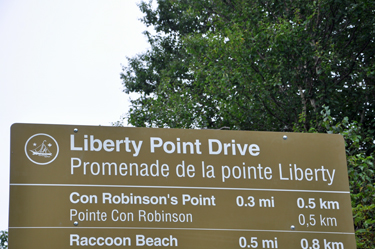 Liberty Point Drive
Promenade de la pointe Liberty
Con Robinson's Point 0.3 mi 0.5 km
Pointe Con Robinson 0,5 km
Raccoon Beach 0.5 mi 0.8 km